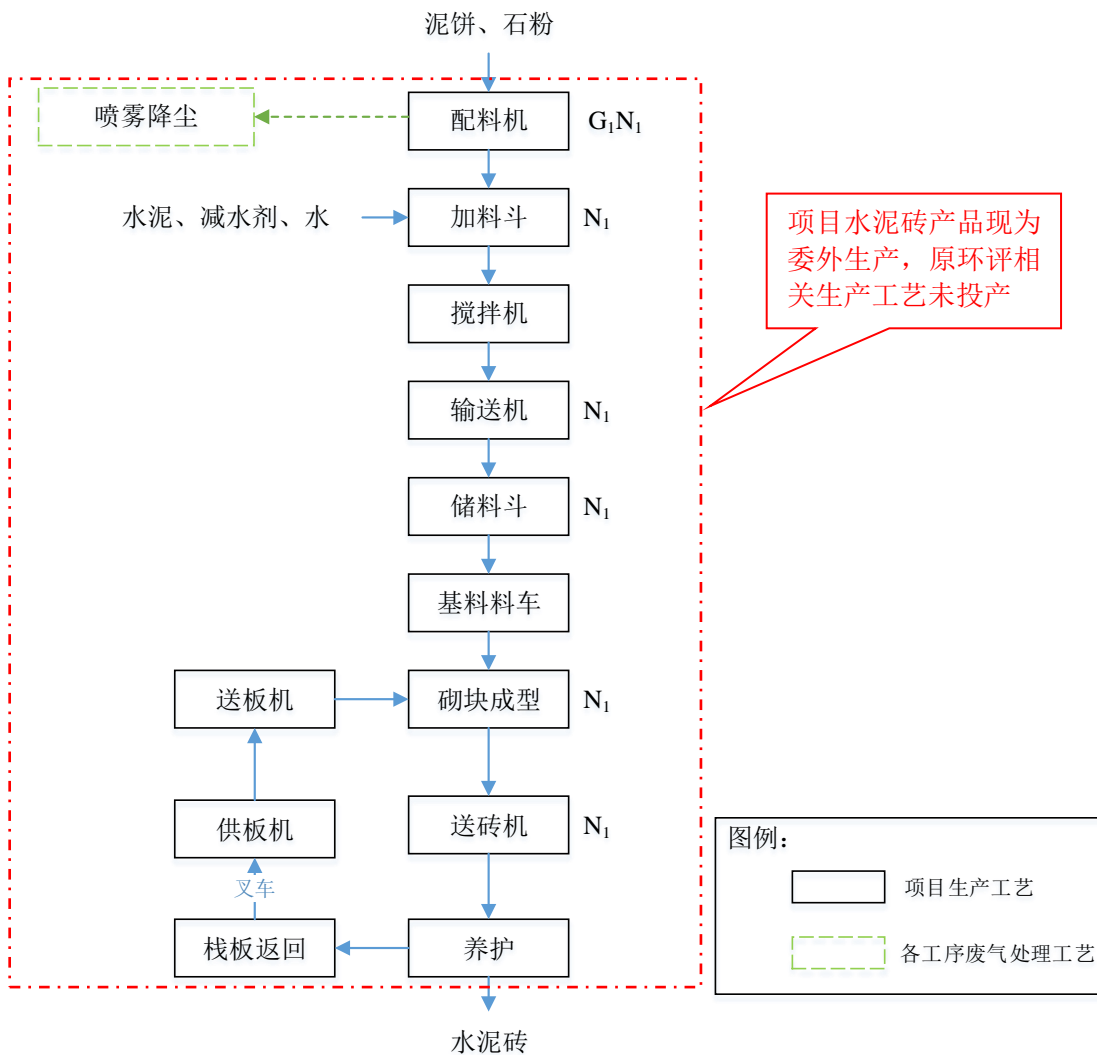 泥饼、石粉
喷雾降尘
配料机
G₁N₁
水泥、减水剂、水
加料斗
N₁
项目水泥砖产品现为
委外生产，原环评相
关生产工艺未投产
搅拌机
输送机
N₁
储料斗
N₁
基料料车
送板机
砌块成型
N₁
供板机
送砖机
N₁
叉车
栈板返回
养护
水泥砖
图例：
项目生产工艺
各工序废气处理工艺